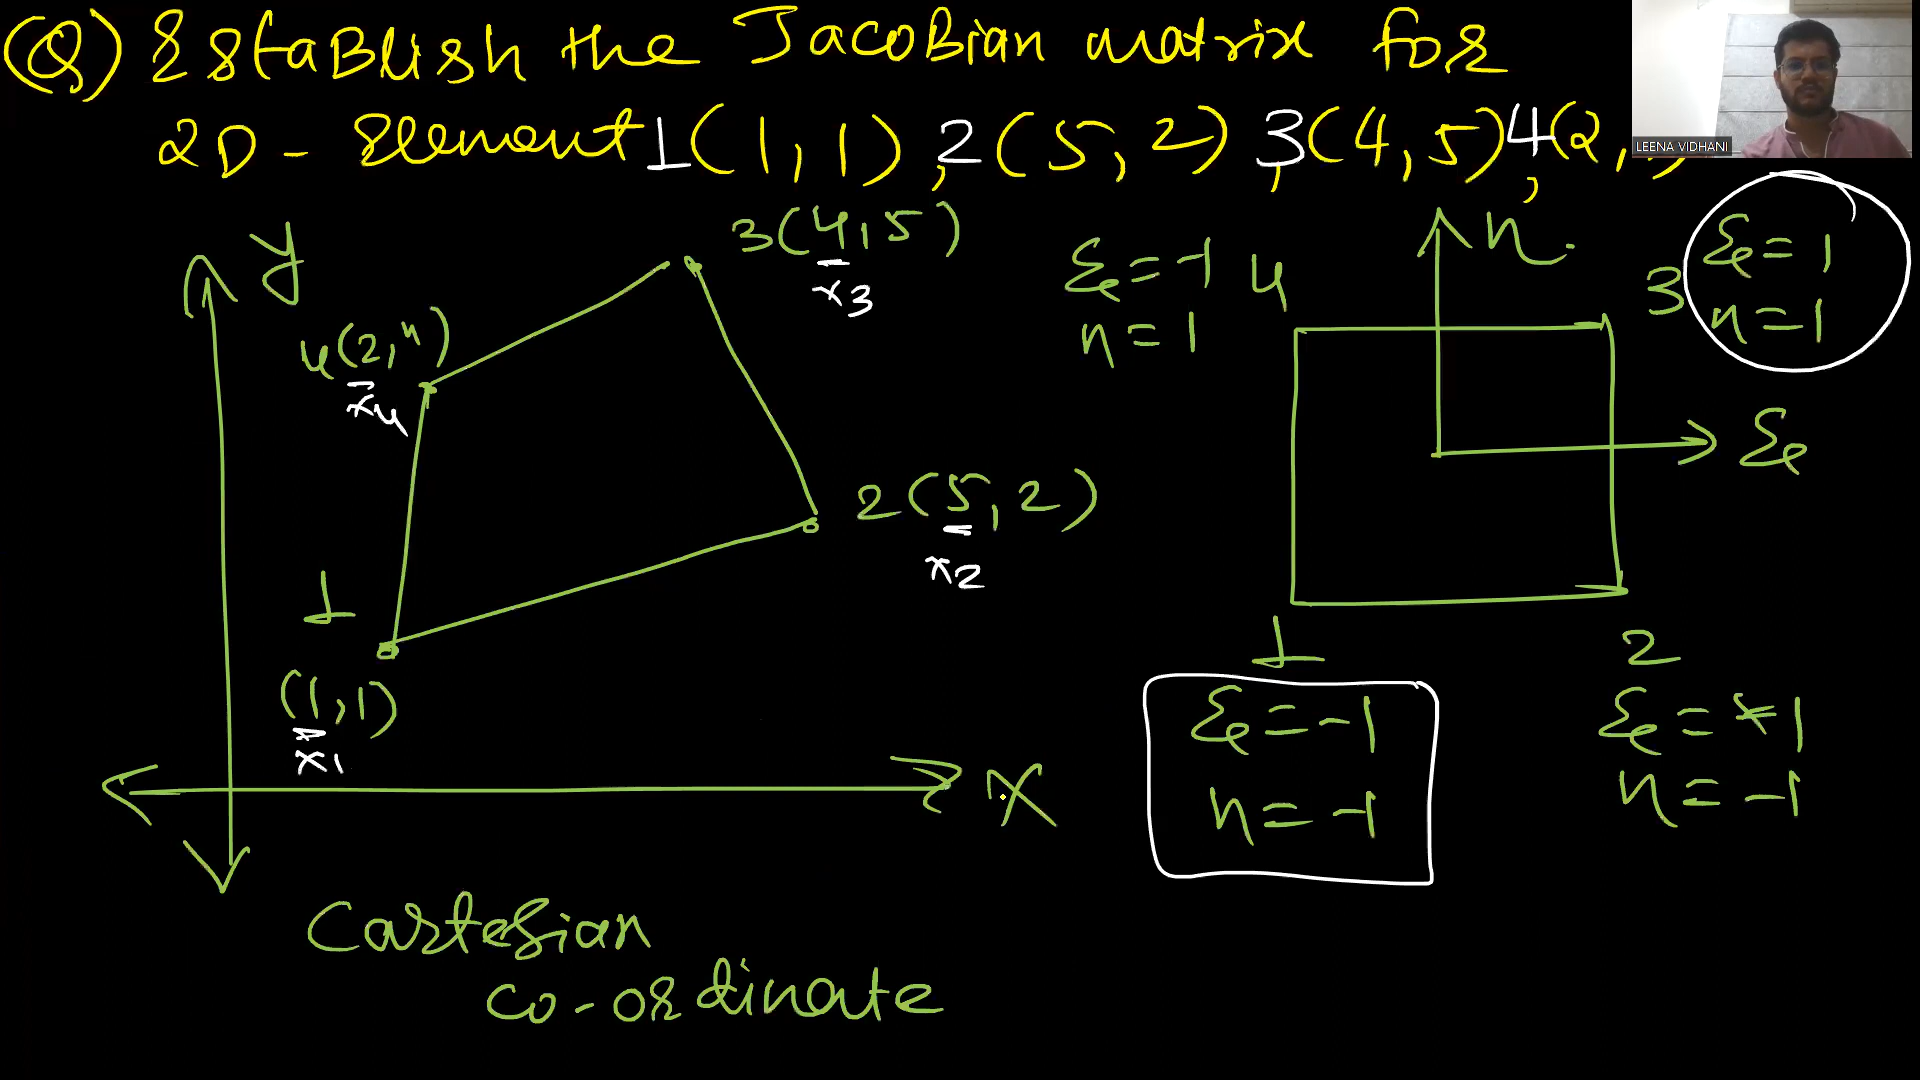 (Q) Establish the Jacobian matrix for
2D - Element 1(1,1), 2(5,2), 3(4,5), 4(2,
LEENA VIDHANI
y
3(4,5)
x3
4(2,4)
x4
2(5,2)
x2
1
(1,1)
x1
x
Cartesian
co-ordinate
ξ=-1
n=1
4
n
3
ξ=1
n=1
ξ
1
ξ=-1
n=-1
2
ξ=+1
n=-1